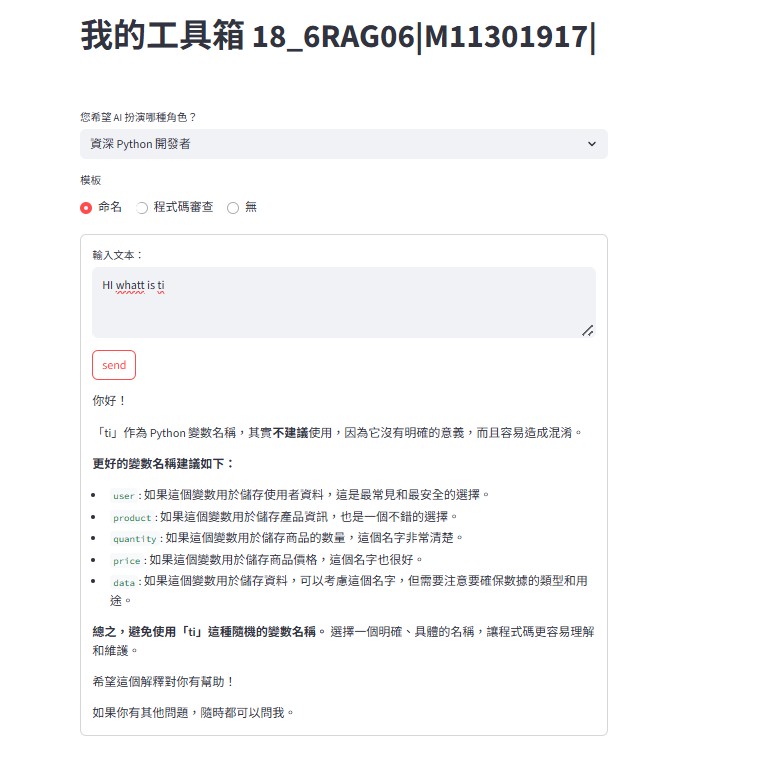 我的工具箱 18_6RAG06|M11301917|
您希望 AI 扮演哪種角色？
資深 Python 開發者
模板
命名 程式碼審查 無
輸入文本：
HI whatt is ti
send
你好！
「ti」作為 Python 變數名稱，其實不建議使用，因為它沒有明確的意義，而且容易造成混淆。
更好的變數名稱建議如下：
user : 如果這個變數用於儲存使用者資料，這是最常見和最安全的選擇。
product : 如果這個變數用於儲存產品資訊，也是一個不錯的選擇。
quantity : 如果這個變數用於儲存商品的數量，這個名字非常清楚。
price : 如果這個變數用於儲存商品價格，這個名字也很好。
data : 如果這個變數用於儲存資料，可以考慮這個名字，但需要注意要確保數據的類型和用
途。
總之，避免使用「ti」這種隨機的變數名稱。 選擇一個明確、具體的名稱，讓程式碼更容易理解
和維護。
希望這個解釋對你有幫助！
如果你有其他問題，隨時都可以問我。